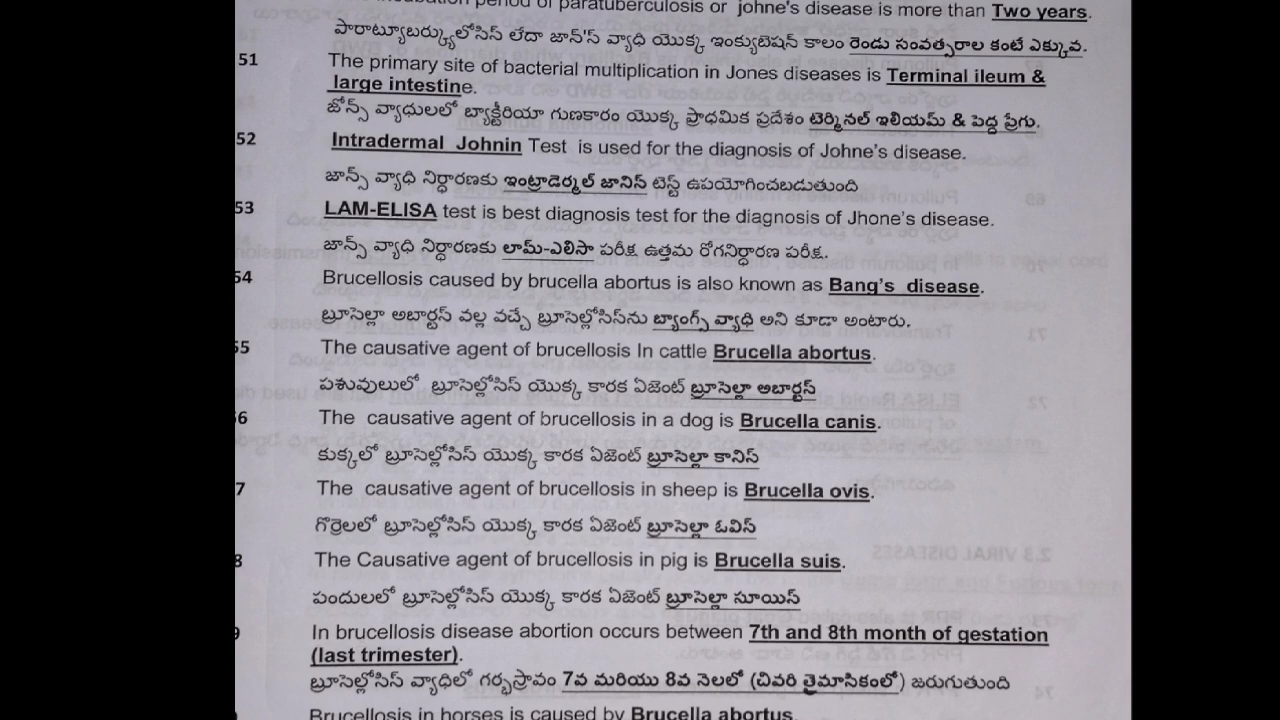 period of paratuberculosis or johne's disease is more than Two years.
పారాట్యూబర్క్యులోసిస్ లేదా జాన్'స్ వ్యాధి యొక్క ఇంక్యుబెషన్ కాలం రెండు సంవత్సరాల కంటే ఎక్కువ.
51 The primary site of bacterial multiplication in Jones diseases is Terminal ileum &
large intestine.
జోన్స్ వ్యాధులలో బ్యాక్టీరియా గుణకారం యొక్క ప్రాధమిక ప్రదేశం టెర్మినల్ ఇలియమ్ & పెద్ద ప్రేగు.
52 Intradermal Johnin Test is used for the diagnosis of Johne's disease.
జాన్స్ వ్యాధి నిర్ధారణకు ఇంట్రాడెర్మల్ జానిన్ టెస్ట్ ఉపయోగించబడుతుంది
53 LAM-ELISA test is best diagnosis test for the diagnosis of Jhone's disease.
జాన్స్ వ్యాధి నిర్ధారణకు లామ్-ఎలిసా పరీక్ష ఉత్తమ రోగనిర్ధారణ పరీక్ష.
54 Brucellosis caused by brucella abortus is also known as Bang's disease.
బ్రూసెల్లా అబార్టస్ వల్ల వచ్చే బ్రూసెల్లోసిస్‌ను బ్యాంగ్స్ వ్యాధి అని కూడా అంటారు.
55 The causative agent of brucellosis In cattle Brucella abortus.
పశువులులో బ్రూసెల్లోసిస్ యొక్క కారక ఏజెంట్ బ్రూసెల్లా అబార్టస్
6 The causative agent of brucellosis in a dog is Brucella canis.
కుక్కలో బ్రూసెల్లోసిస్ యొక్క కారక ఏజెంట్ బ్రూసెల్లా కానిస్
7 The causative agent of brucellosis in sheep is Brucella ovis.
గొర్రెలలో బ్రూసెల్లోసిస్ యొక్క కారక ఏజెంట్ బ్రూసెల్లా ఓవిస్
8 The Causative agent of brucellosis in pig is Brucella suis.
పందులలో బ్రూసెల్లోసిస్ యొక్క కారక ఏజెంట్ బ్రూసెల్లా సూయిస్
9 In brucellosis disease abortion occurs between 7th and 8th month of gestation
(last trimester).
బ్రూసెల్లోసిస్ వ్యాధిలో గర్భస్రావం 7వ మరియు 8వ నెలలో (చివరి త్రైమాసికంలో) జరుగుతుంది
Brucellosis in horses is caused by Brucella abortus